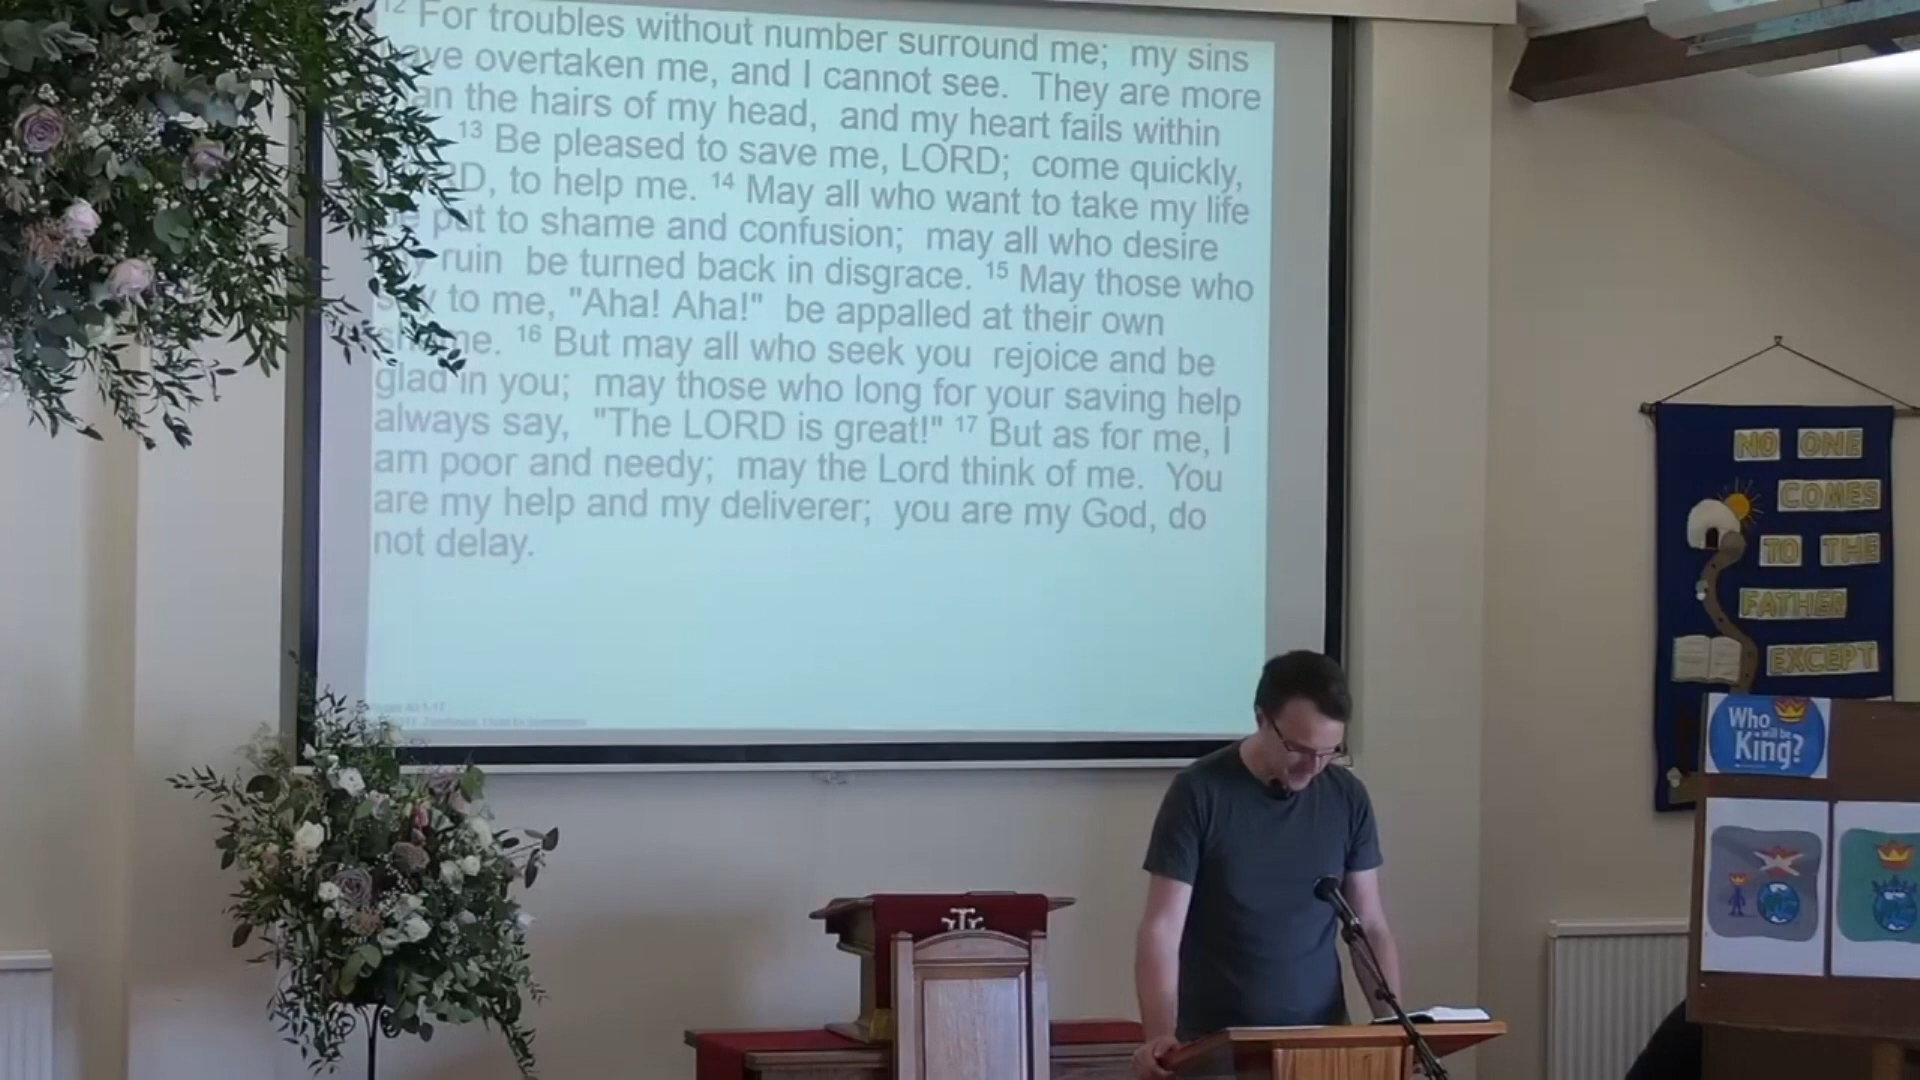 12 For troubles without number surround me; my sins
ve overtaken me, and I cannot see. They are more
an the hairs of my head, and my heart fails within
13 Be pleased to save me, LORD; come quickly,
RD, to help me. 14 May all who want to take my life
be put to shame and confusion; may all who desire
ruin be turned back in disgrace. 15 May those who
say to me, "Aha! Aha!" be appalled at their own
shame. 16 But may all who seek you rejoice and be
glad in you; may those who long for your saving help
always say, "The LORD is great!" 17 But as for me, I
am poor and needy; may the Lord think of me. You
are my help and my deliverer; you are my God, do
not delay.
NO ONE
COMES
TO THE
FATHER
EXCEPT
Who
will be
King?